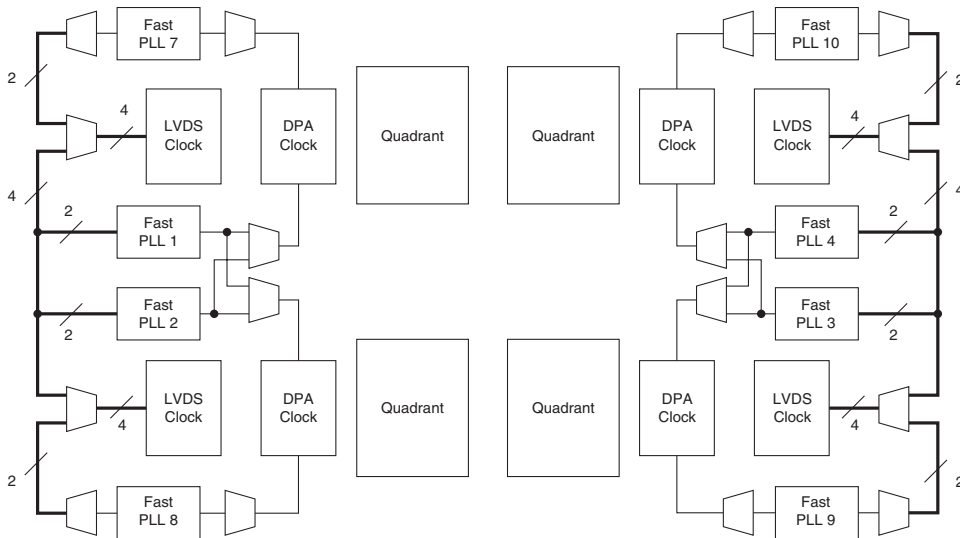 Fast
PLL 7
Fast
PLL 10
2
2
4
LVDS
Clock
DPA
Clock
Quadrant
Quadrant
DPA
Clock
LVDS
Clock
4
4
2
Fast
PLL 1
Fast
PLL 4
2
4
2
Fast
PLL 2
Fast
PLL 3
2
LVDS
Clock
4
DPA
Clock
Quadrant
Quadrant
DPA
Clock
LVDS
Clock
4
2
2
Fast
PLL 8
Fast
PLL 9